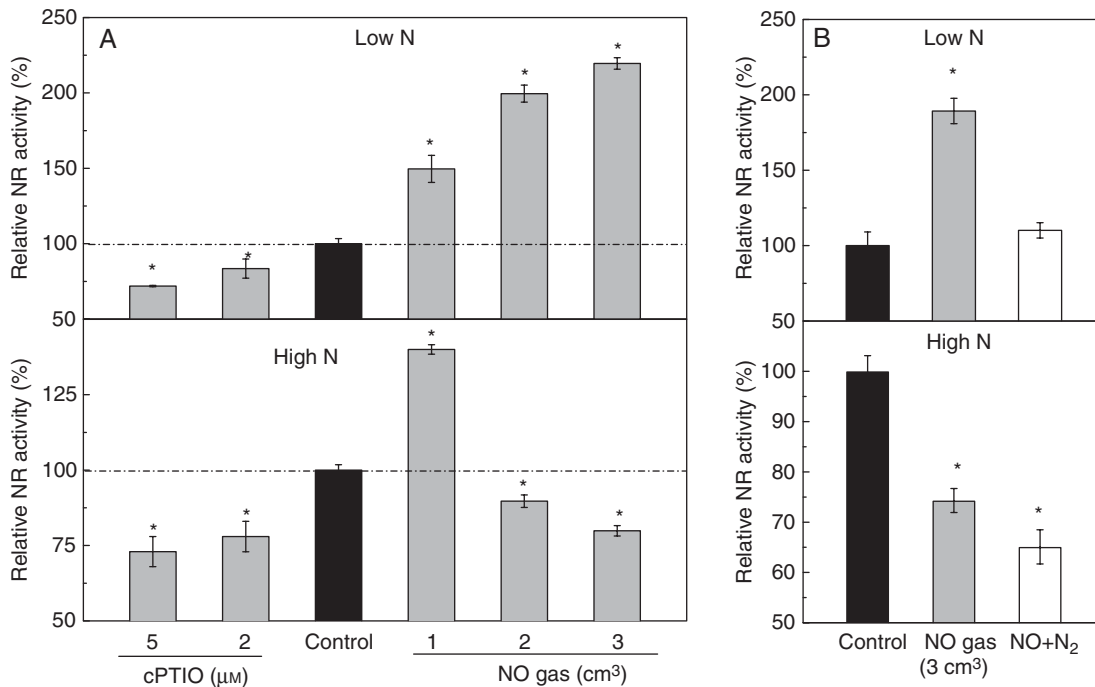 A
Low N
Relative NR activity (%)
250
200
150
100
50
*
*
*
*
*
High N
Relative NR activity (%)
125
100
75
50
*
*
*
*
*
5
2
Control
1
2
3
cPTIO (μM)
NO gas (cm³)
B
Low N
Relative NR activity (%)
250
200
150
100
50
*
High N
Relative NR activity (%)
100
90
80
70
60
50
*
*
Control
NO gas
(3 cm³)
NO+N₂